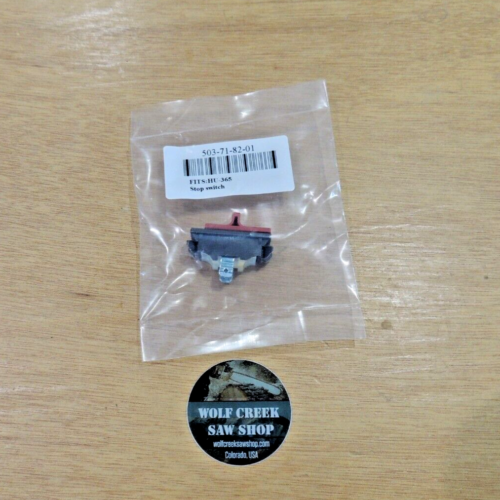 503-71-82-01
FITS:HU 365
Stop switch
WOLF CREEK
SAW SHOP
wolfcreeksawshop.com
Colorado, USA